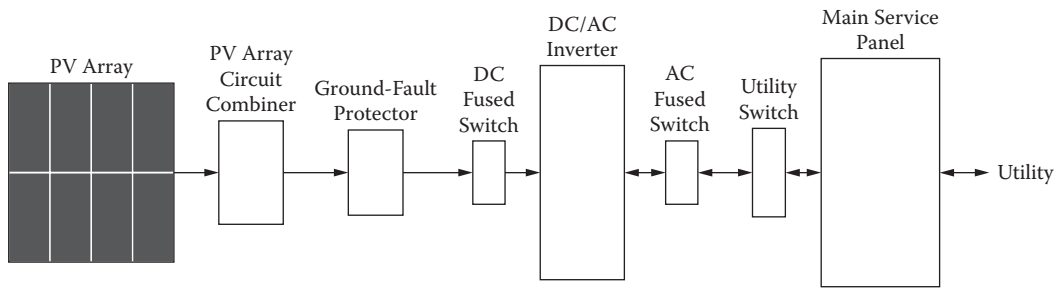 PV Array
PV Array
Circuit
Combiner
Ground-Fault
Protector
DC
Fused
Switch
DC/AC
Inverter
AC
Fused
Switch
Utility
Switch
Main Service
Panel
Utility